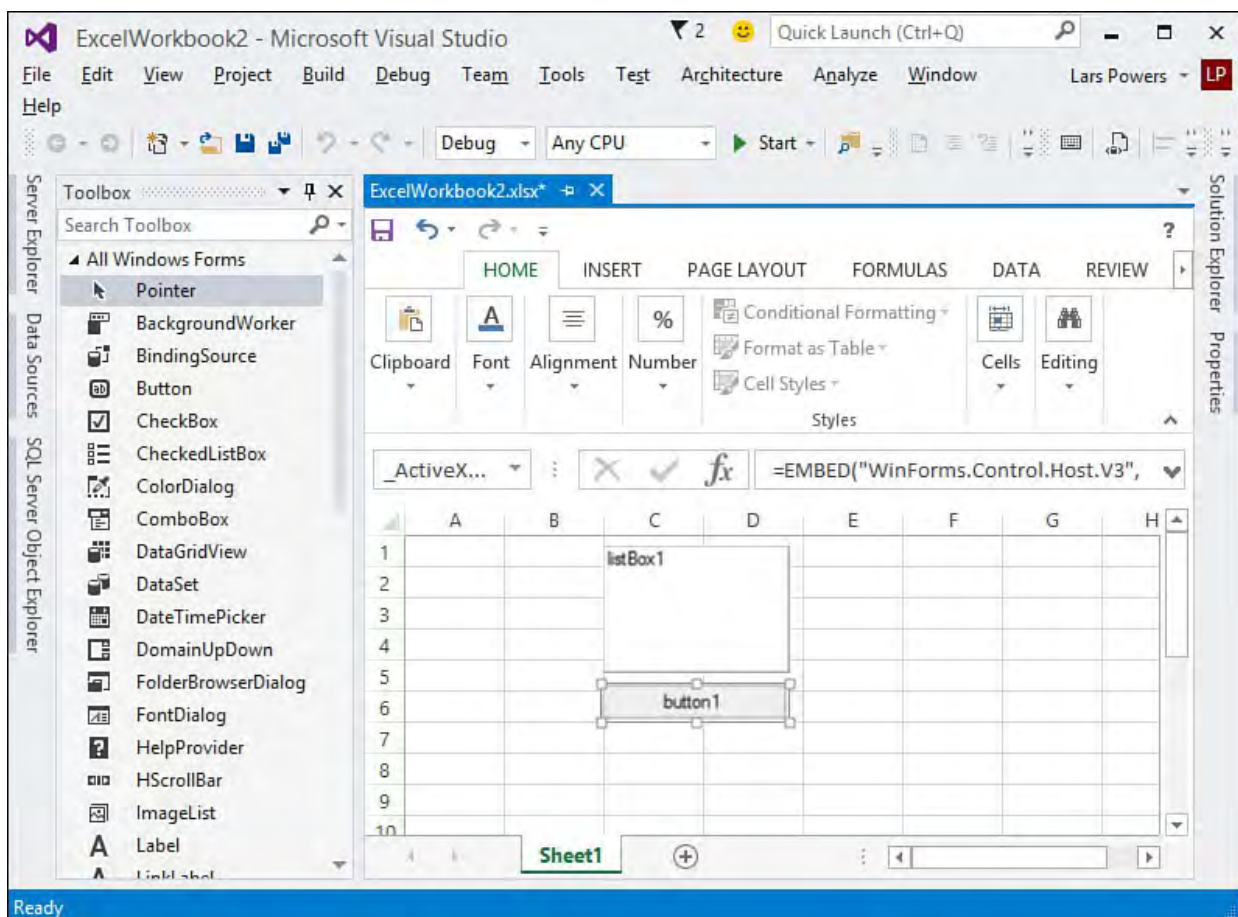 ExcelWorkbook2 - Microsoft Visual Studio
2
Quick Launch (Ctrl+Q)
File Edit View Project Build Debug Team Tools Test Architecture Analyze Window Lars Powers LP
Help
Debug Any CPU Start
Server Explorer
Data Sources
SQL Server Object Explorer
Toolbox
Search Toolbox
All Windows Forms
Pointer
BackgroundWorker
BindingSource
Button
CheckBox
CheckedListBox
ColorDialog
ComboBox
DataGridView
DataSet
DateTimePicker
DomainUpDown
FolderBrowserDialog
FontDialog
HelpProvider
HScrollBar
ImageList
Label
LinkLabel
ExcelWorkbook2.xlsx*
?
HOME INSERT PAGE LAYOUT FORMULAS DATA REVIEW
Clipboard Font Alignment Number
Conditional Formatting
Format as Table
Cell Styles
Styles
Cells Editing
_ActiveX... fx =EMBED("WinForms.Control.Host.V3",
A B C D E F G H
1
2
3
4
5
6
7
8
9
10
listBox1
button1
Sheet1
Solution Explorer
Properties
Ready